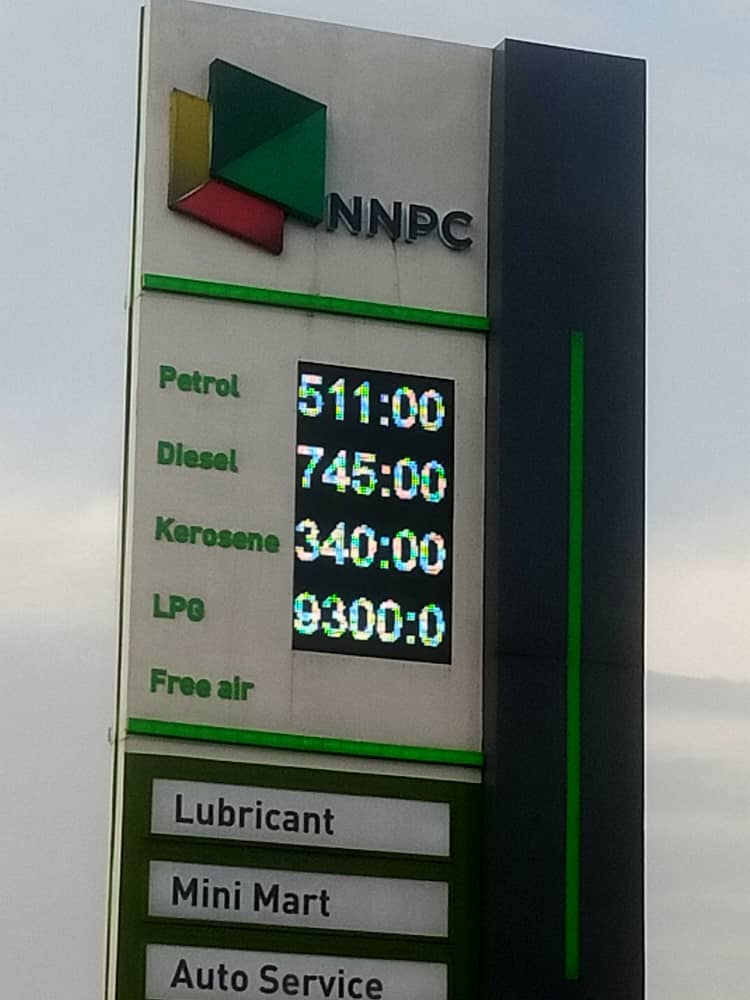 NNPC
Petrol 511:00
Diesel 745:00
Kerosene 340:00
LPG 9300:0
Free air
Lubricant
Mini Mart
Auto Service